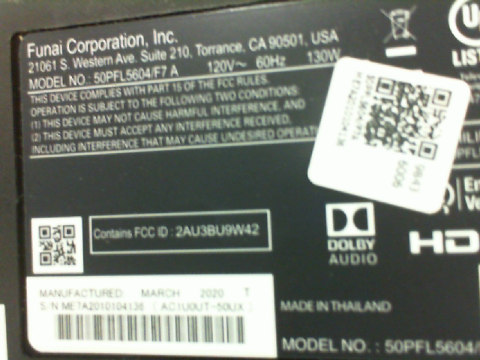 Funai Corporation, Inc.
21061 S. Western Ave. Suite 210, Torrance, CA 90501, USA
MODEL NO : 50PFL5604/F7 A 120V~ 60Hz 130W
THIS DEVICE COMPLIES WITH PART 15 OF THE FCC RULES.
OPERATION IS SUBJECT TO THE FOLLOWING TWO CONDITIONS:
(1) THIS DEVICE MAY NOT CAUSE HARMFUL INTERFERENCE, AND
(2) THIS DEVICE MUST ACCEPT ANY INTERFERENCE RECEIVED,
INCLUDING INTERFERENCE THAT MAY CAUSE UNDESIRED
LIST
Contains FCC ID : 2AU3BU9W42
DOLBY
AUDIO
HD
MANUFACTURED: MARCH 2020 T
S/N ME7A2010104136 ( AC1U0UT-50UX )
MADE IN THAILAND
MODEL NO. : 50PFL5604/